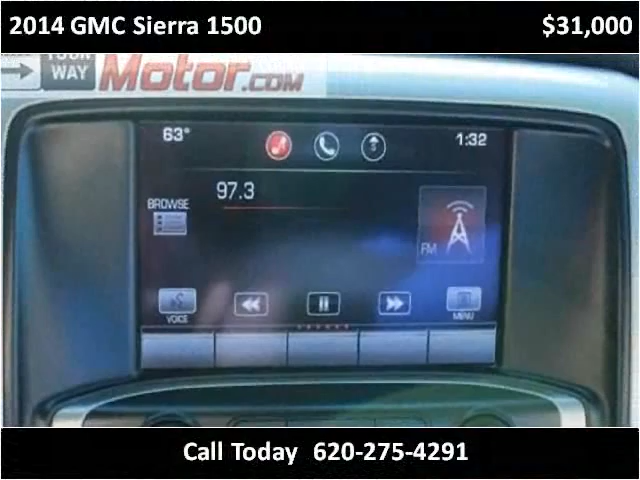 2014 GMC Sierra 1500 $31,000
YOUR
WAY
Motor.COM
63° 1:32
S
97.3
BROWSE
FM
VOICE MENU
Call Today 620-275-4291